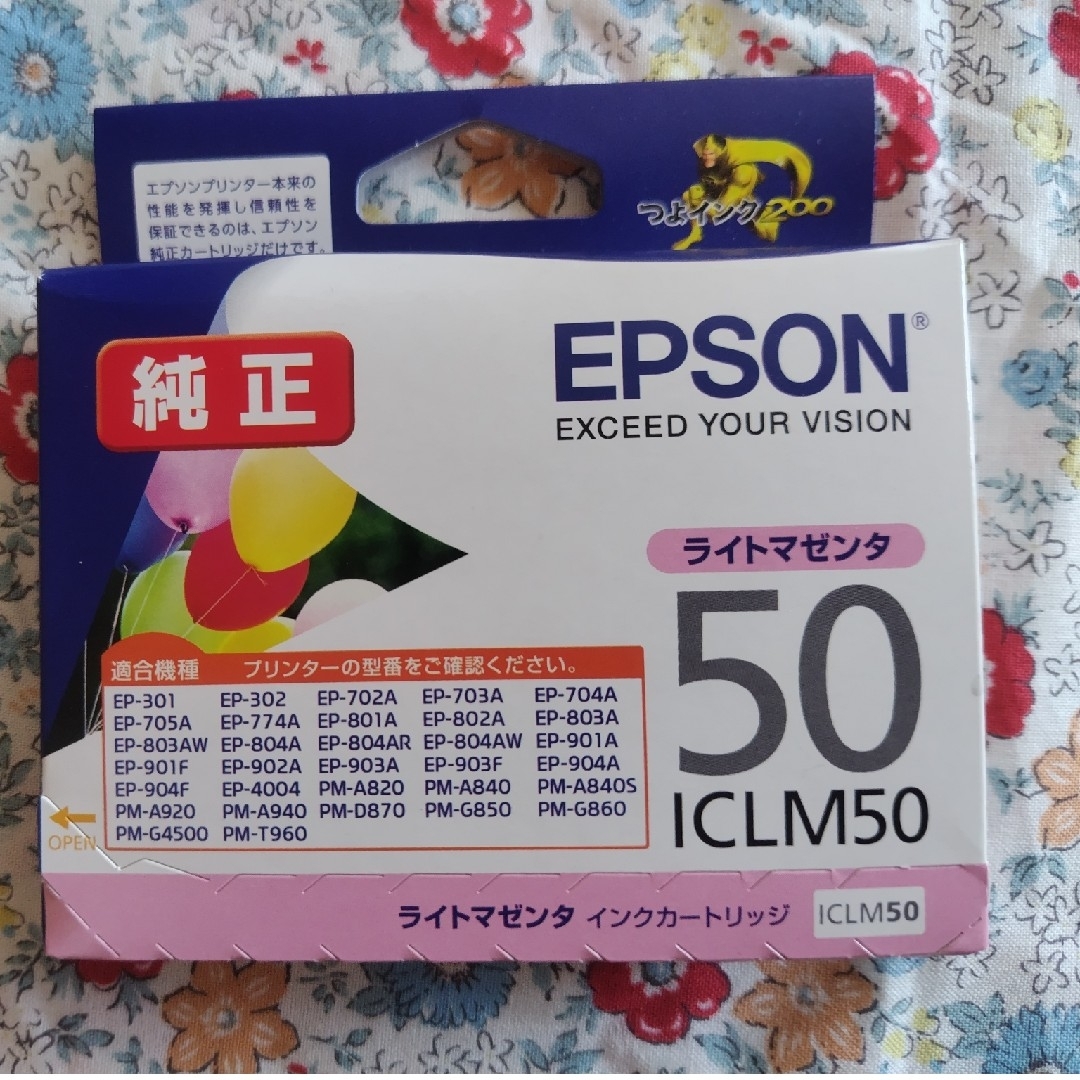 エプソンプリンター本来の
性能を発揮し信頼性を
保証できるのは、エプソン
純正カートリッジだけです。
つよインク200
純正
EPSON®
EXCEED YOUR VISION
ライトマゼンタ
50
ICLM50
適合機種 プリンターの型番をご確認ください。
EP-301 EP-302 EP-702A EP-703A EP-704A
EP-705A EP-774A EP-801A EP-802A EP-803A
EP-803AW EP-804A EP-804AR EP-804AW EP-901A
EP-901F EP-902A EP-903A EP-903F EP-904A
EP-904F EP-4004 PM-A820 PM-A840 PM-A840S
PM-A920 PM-A940 PM-D870 PM-G850 PM-G860
PM-G4500 PM-T960
OPEN
ライトマゼンタ インクカートリッジ ICLM50